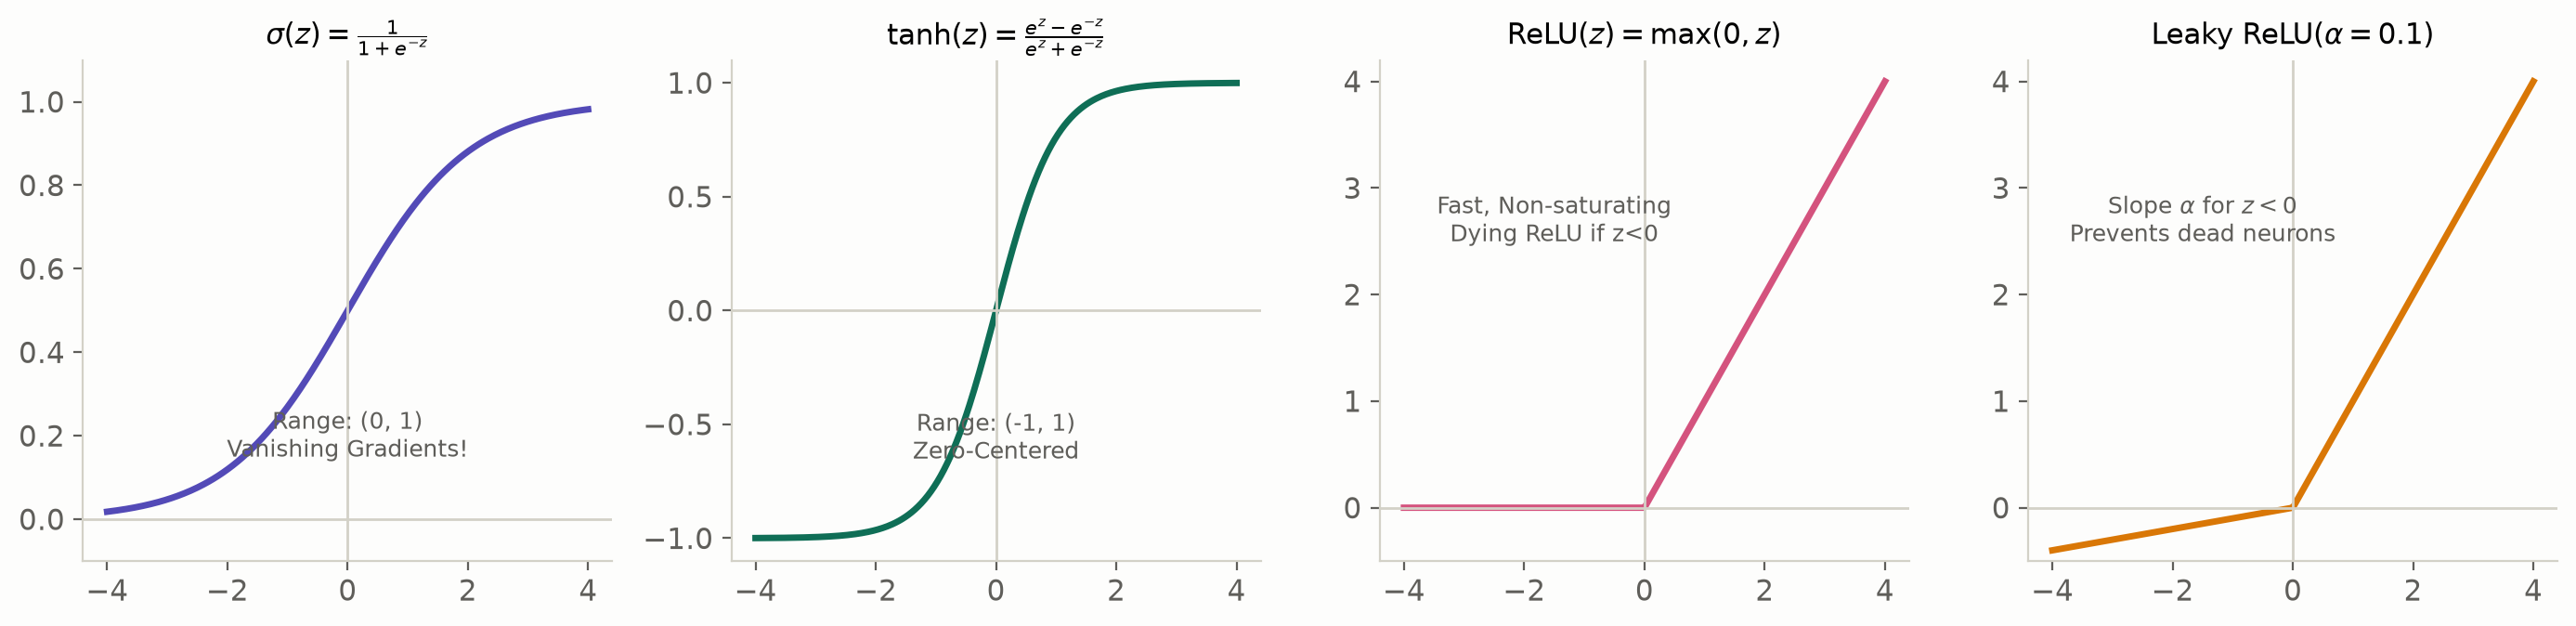 σ(z) = 1/(1 + e^{-z})
1.0
0.8
0.6
0.4
0.2
0.0
Range: (0, 1)
Vanishing Gradients!
−4 −2 0 2 4
tanh(z) = (e^z − e^{-z})/(e^z + e^{-z})
1.0
0.5
0.0
−0.5
−1.0
Range: (-1, 1)
Zero-Centered
−4 −2 0 2 4
ReLU(z) = max(0, z)
4
3
2
1
0
Fast, Non-saturating
Dying ReLU if z<0
−4 −2 0 2 4
Leaky ReLU(α = 0.1)
4
3
2
1
0
Slope α for z < 0
Prevents dead neurons
−4 −2 0 2 4